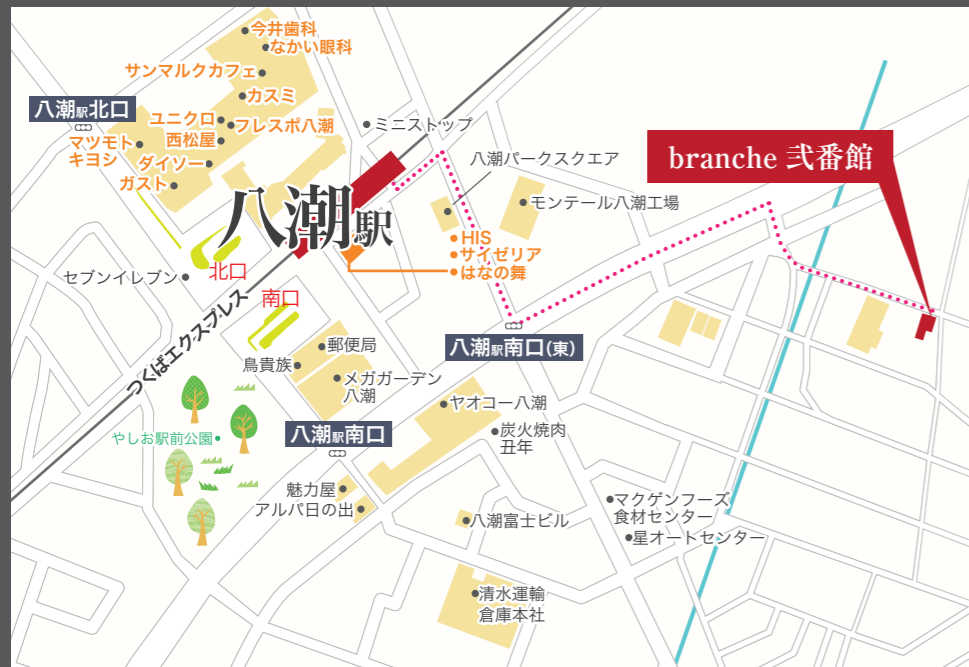 今井歯科
なかい眼科
サンマルクカフェ
カスミ
八潮駅北口
ユニクロ
フレスポ八潮
西松屋
マツモト
キヨシ
ダイソー
ガスト
ミニストップ
八潮パークスクエア
branche 弐番館
モンテール八潮工場
八潮駅
HIS
サイゼリア
はなの舞
北口
セブンイレブン
南口
つくばエクスプレス
郵便局
鳥貴族
メガガーデン
八潮
八潮駅南口(東)
ヤオコー八潮
やしお駅前公園
八潮駅南口
炭火焼肉
丑年
魅力屋
アルパ日の出
八潮富士ビル
マクゲンフーズ
食材センター
星オートセンター
清水運輸
倉庫本社